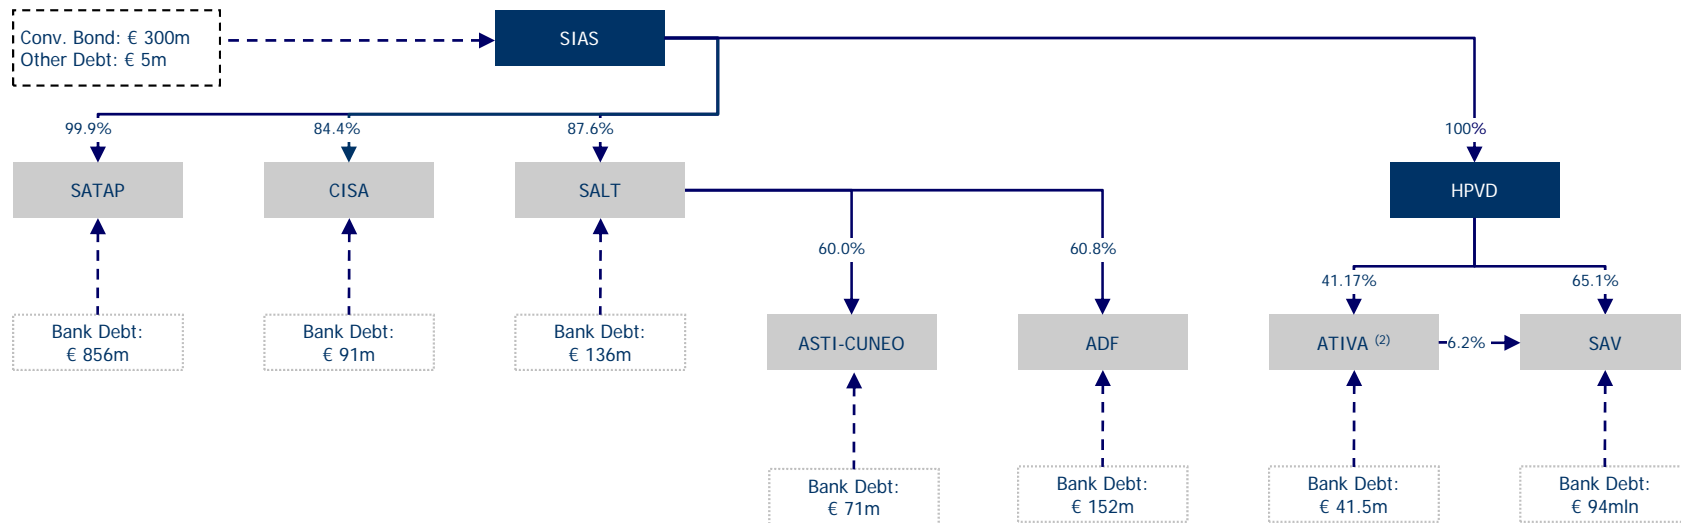 Conv. Bond: € 300m
Other Debt: € 5m
SIAS
99.9%
84.4%
87.6%
100%
SATAP
CISA
SALT
HPVD
60.0%
60.8%
41.17%
65.1%
Bank Debt:
€ 856m
Bank Debt:
€ 91m
Bank Debt:
€ 136m
ASTI-CUNEO
ADF
ATIVA (2)
6.2%
SAV
Bank Debt:
€ 71m
Bank Debt:
€ 152m
Bank Debt:
€ 41.5m
Bank Debt:
€ 94mln